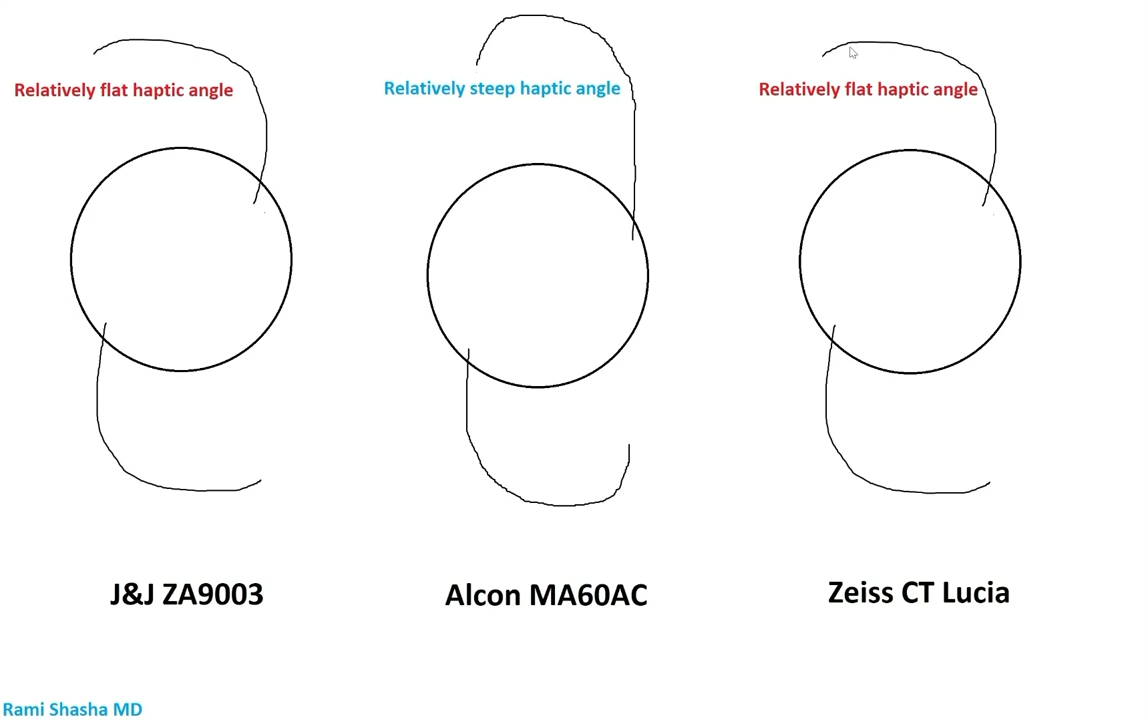 Relatively flat haptic angle
Relatively steep haptic angle
Relatively flat haptic angle
J&J ZA9003
Alcon MA60AC
Zeiss CT Lucia
Rami Shasha MD